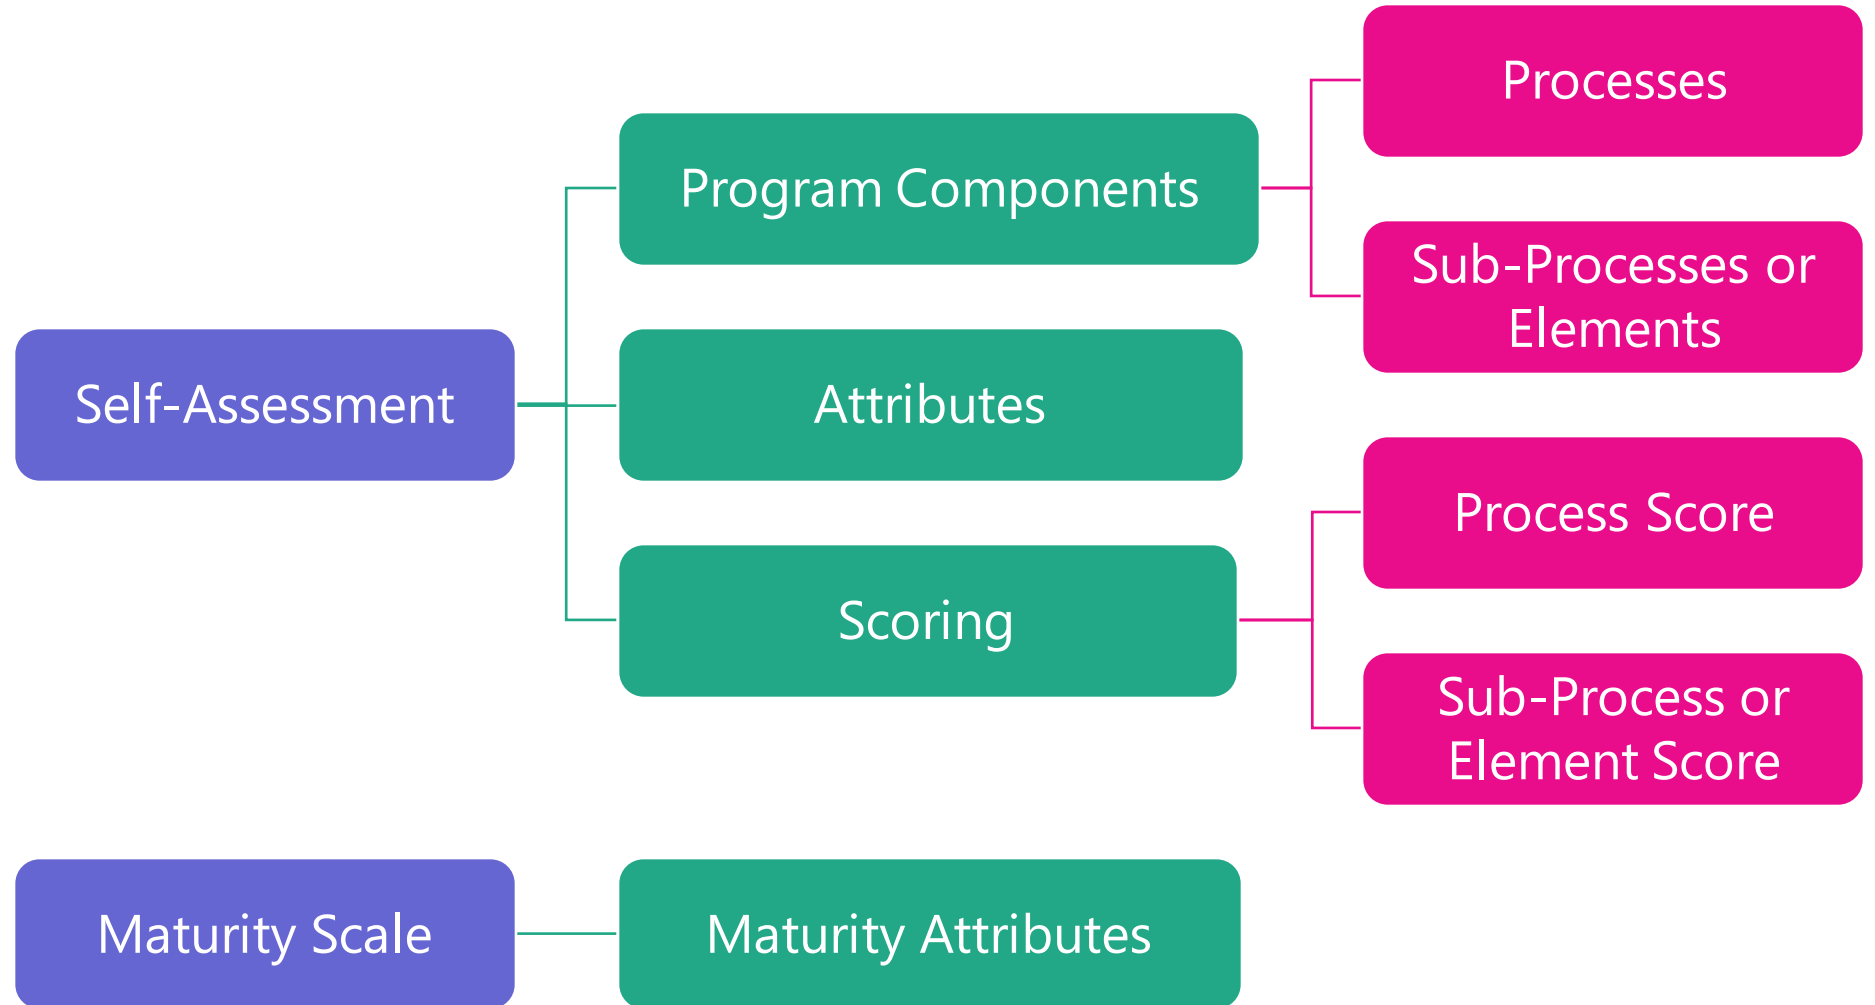 Self-Assessment
Program Components
Processes
Sub-Processes or
Elements
Attributes
Scoring
Process Score
Sub-Process or
Element Score
Maturity Scale
Maturity Attributes